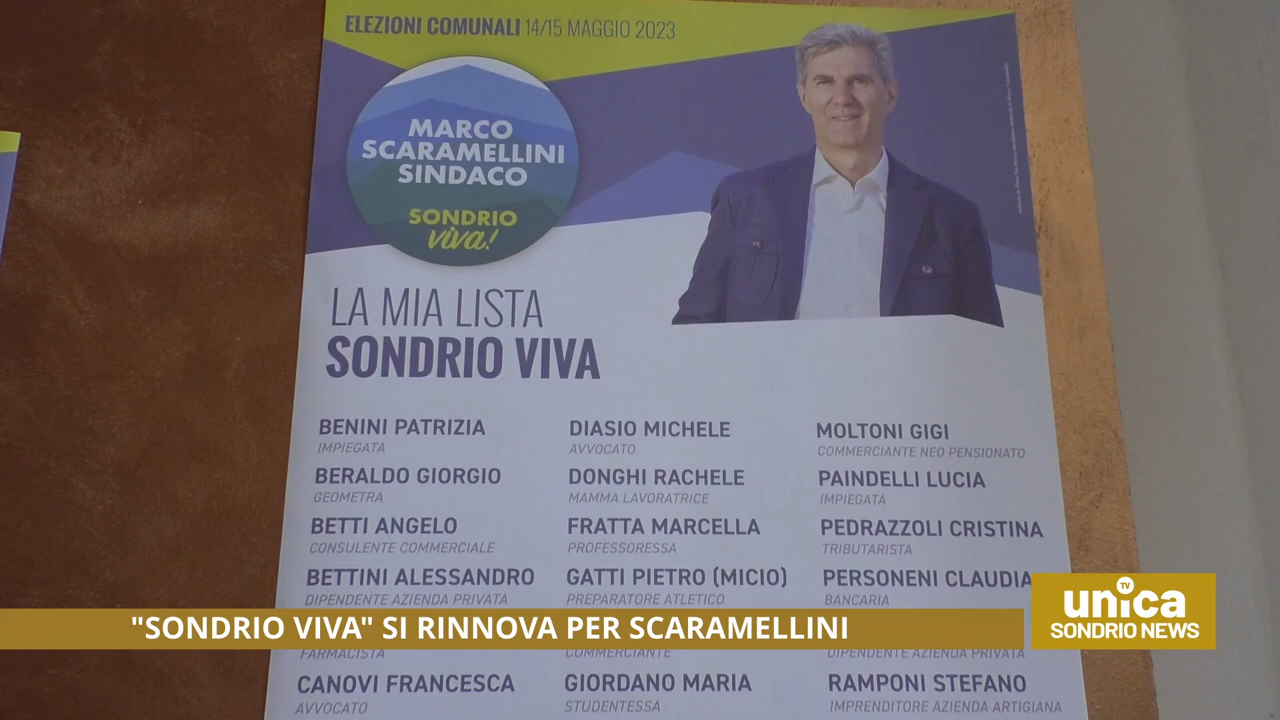 ELEZIONI COMUNALI 14/15 MAGGIO 2023
MARCO
SCARAMELLINI
SINDACO
SONDRIO
viva!
LA MIA LISTA
SONDRIO VIVA
BENINI PATRIZIA
IMPIEGATA
BERALDO GIORGIO
GEOMETRA
BETTI ANGELO
CONSULENTE COMMERCIALE
BETTINI ALESSANDRO
DIPENDENTE AZIENDA PRIVATA
FARMACISTA
CANOVI FRANCESCA
AVVOCATO
DIASIO MICHELE
AVVOCATO
DONGHI RACHELE
MAMMA LAVORATRICE
FRATTA MARCELLA
PROFESSORESSA
GATTI PIETRO (MICIO)
PREPARATORE ATLETICO
COMMERCIANTE
GIORDANO MARIA
STUDENTESSA
MOLTONI GIGI
COMMERCIANTE NEO PENSIONATO
PAINDELLI LUCIA
IMPIEGATA
PEDRAZZOLI CRISTINA
TRIBUTARISTA
PERSONENI CLAUDIA
BANCARIA
DIPENDENTE AZIENDA PRIVATA
RAMPONI STEFANO
IMPRENDITORE AZIENDA ARTIGIANA
"SONDRIO VIVA" SI RINNOVA PER SCARAMELLINI
TV
unica
SONDRIO NEWS